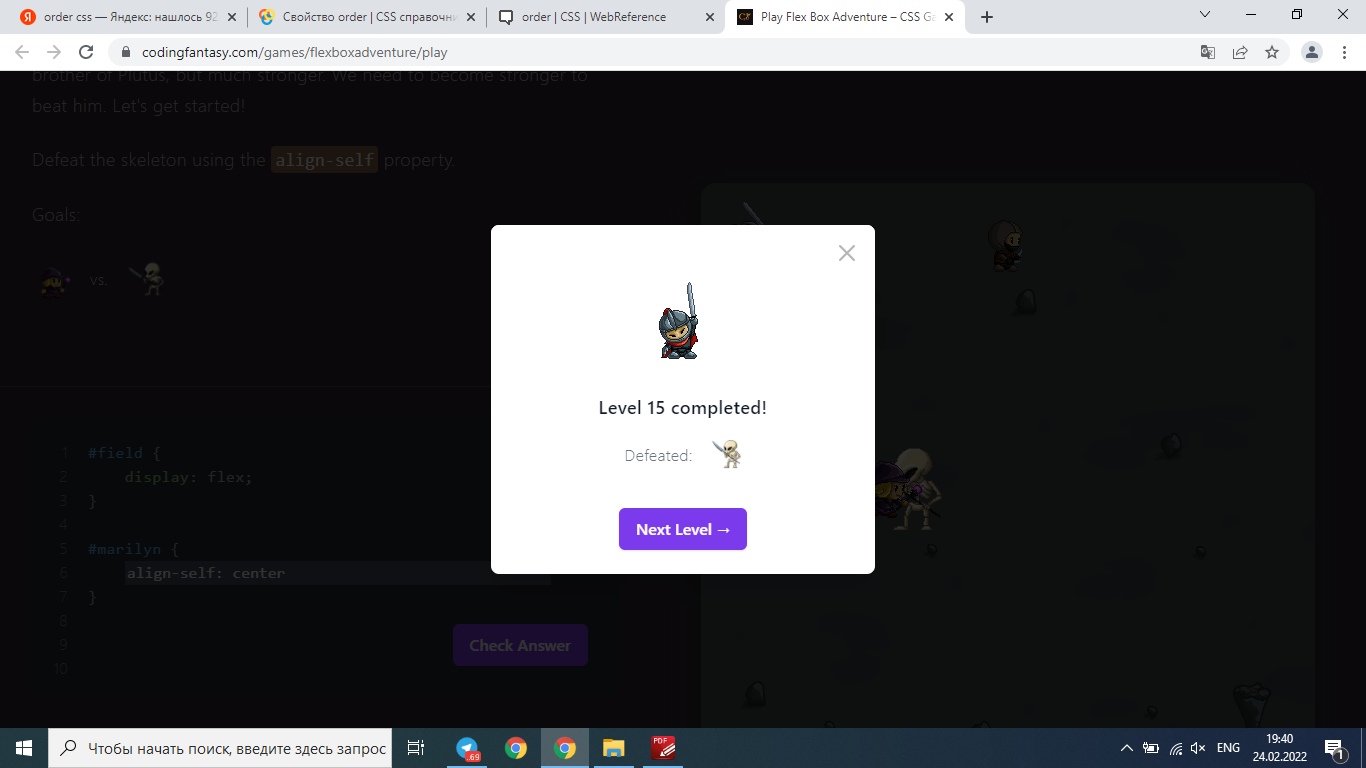 order css — Яндекс: нашлось 92
Свойство order | CSS справочни
order | CSS | WebReference
Play Flex Box Adventure – CSS Ga
codingfantasy.com/games/flexboxadventure/play
brother of Plutus, but much stronger. We need to become stronger to
beat him. Let's get started!
Defeat the skeleton using the align-self property.
Goals:
vs.
Level 15 completed!
Defeated:
Next Level →
1 #field {
2 display: flex;
3 }
4
5 #marilyn {
6 align-self: center
7 }
8
9
10
Check Answer
Чтобы начать поиск, введите здесь запрос
.69
PDF
ENG
19:40
24.02.2022
1